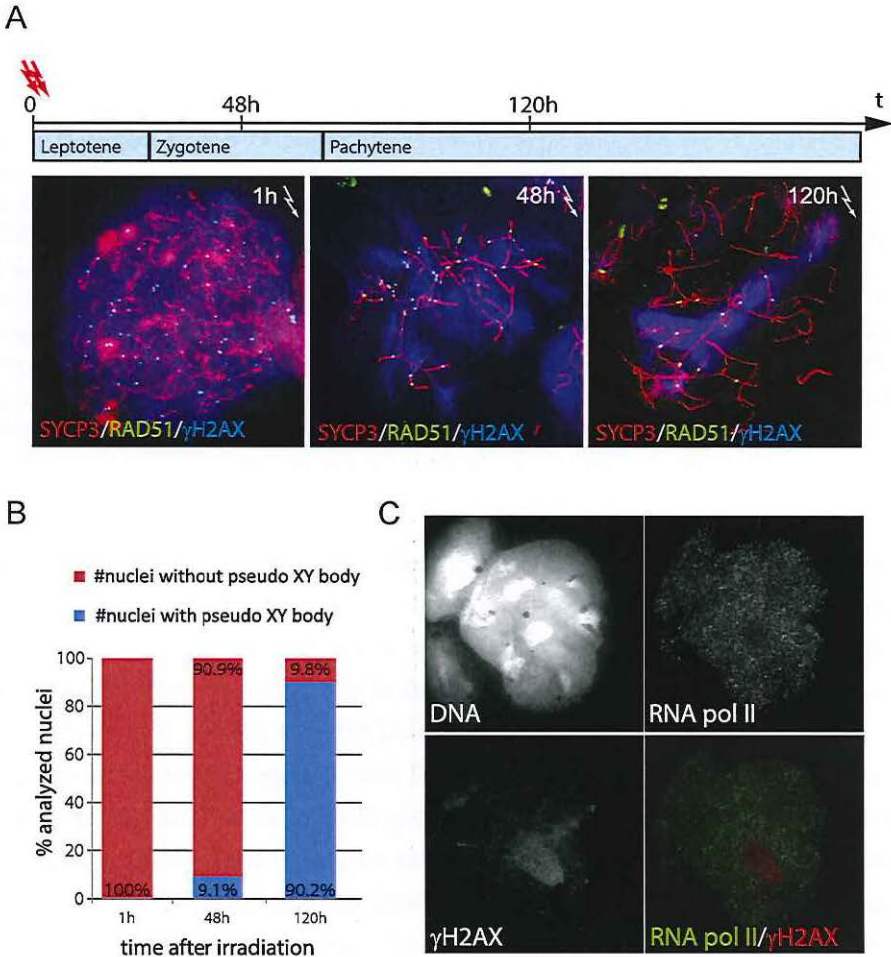 A
0 48h 120h t
Leptotene Zygotene Pachytene
1h 48h 120h
SYCP3/RAD51/γH2AX SYCP3/RAD51/γH2AX SYCP3/RAD51/γH2AX
B
#nuclei without pseudo XY body
#nuclei with pseudo XY body
% analyzed nuclei
100
80
60
40
20
0
90.9% 9.8%
100% 9.1% 90.2%
1h 48h 120h
time after irradiation
C
DNA RNA pol II
γH2AX RNA pol II/γH2AX